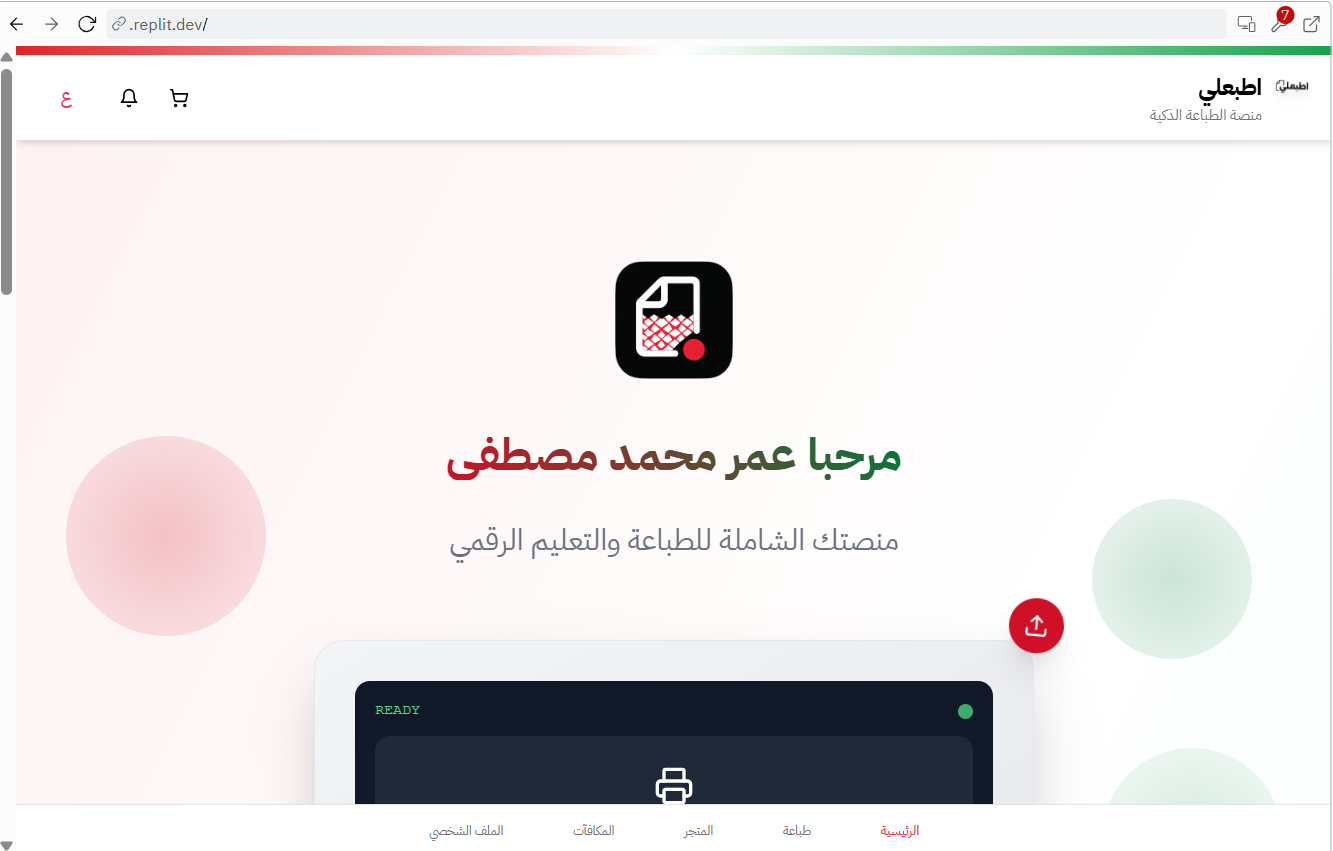 .replit.dev/
7
اطبعلي
اطبعلي
منصة الطباعة الذكية
ع
مرحبا عمر محمد مصطفى
منصتك الشاملة للطباعة والتعليم الرقمي
READY
الرئيسية
طباعة
المتجر
المكافآت
الملف الشخصي